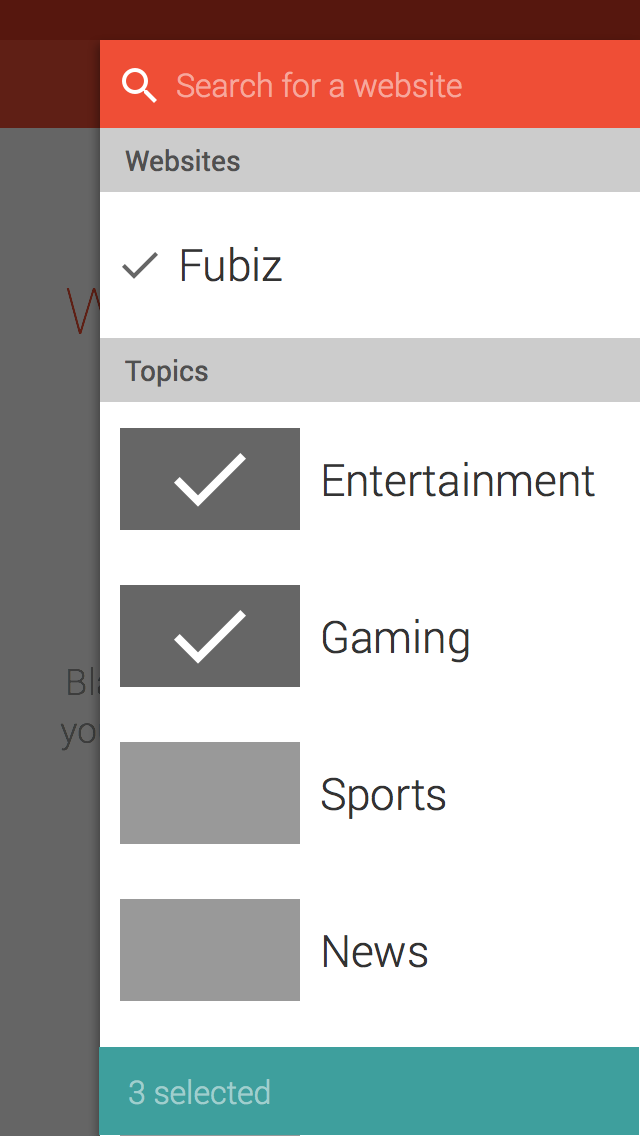 Search for a website
Websites
Fubiz
Topics
Entertainment
Gaming
Sports
News
3 selected